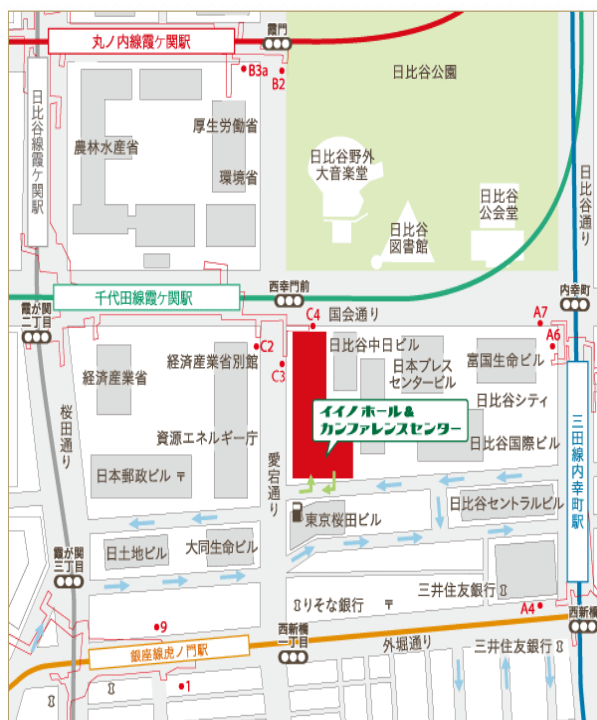 霞門
丸ノ内線霞ケ関駅
B3a
B2
日比谷公園
日比谷線霞ケ関駅
厚生労働省
農林水産省
環境省
日比谷野外
大音楽堂
日比谷
公会堂
日比谷
図書館
日比谷通り
西幸門前
千代田線霞ケ関駅
内幸町
霞が関
二丁目
C4
国会通り
A7
A6
C2
C3
経済産業省別館
経済産業省
日比谷中日ビル
日本プレス
センタービル
富国生命ビル
日比谷シティ
イイノホール&
カンファレンスセンター
桜田通り
資源エネルギー庁
愛宕通り
日比谷国際ビル
三田線内幸町駅
日本郵政ビル 〒
東京桜田ビル
日比谷セントラルビル
日土地ビル
大同生命ビル
霞が関
三丁目
りそな銀行
〒
三井住友銀行
A4
西新橋
9
西新橋
一丁目
外堀通り
三井住友銀行
銀座線虎ノ門駅
1